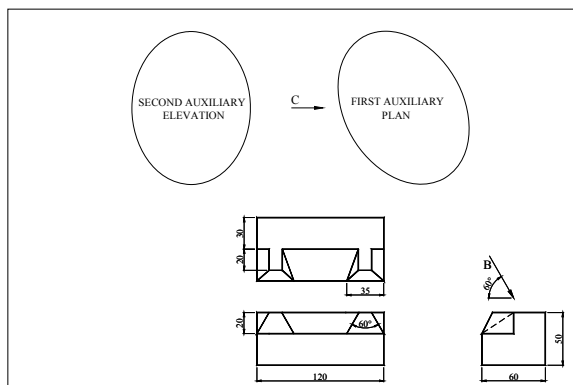 SECOND AUXILIARY
ELEVATION
C
FIRST AUXILIARY
PLAN
30
20
35
B
60°
20
60°
50
120
60